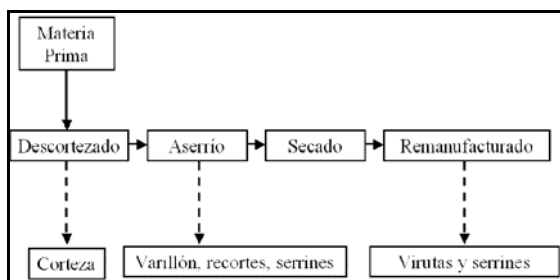 Materia
Prima
Descortezado
Aserrío
Secado
Remanufacturado
Corteza
Varillón, recortes, serrines
Virutas y serrines